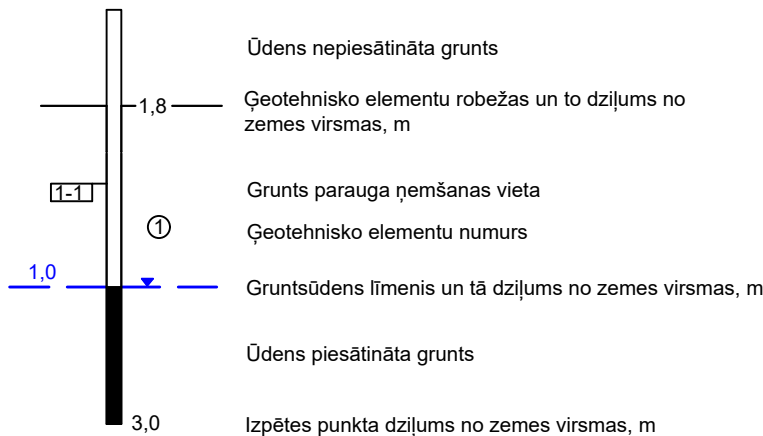 Ūdens nepiesātināta grunts
1,8
Ģeotehnisko elementu robežas un to dziļums no
zemes virsmas, m
1-1
Grunts parauga ņemšanas vieta
1
Ģeotehnisko elementu numurs
1,0
Gruntsūdens līmenis un tā dziļums no zemes virsmas, m
Ūdens piesātināta grunts
3,0
Izpētes punkta dziļums no zemes virsmas, m